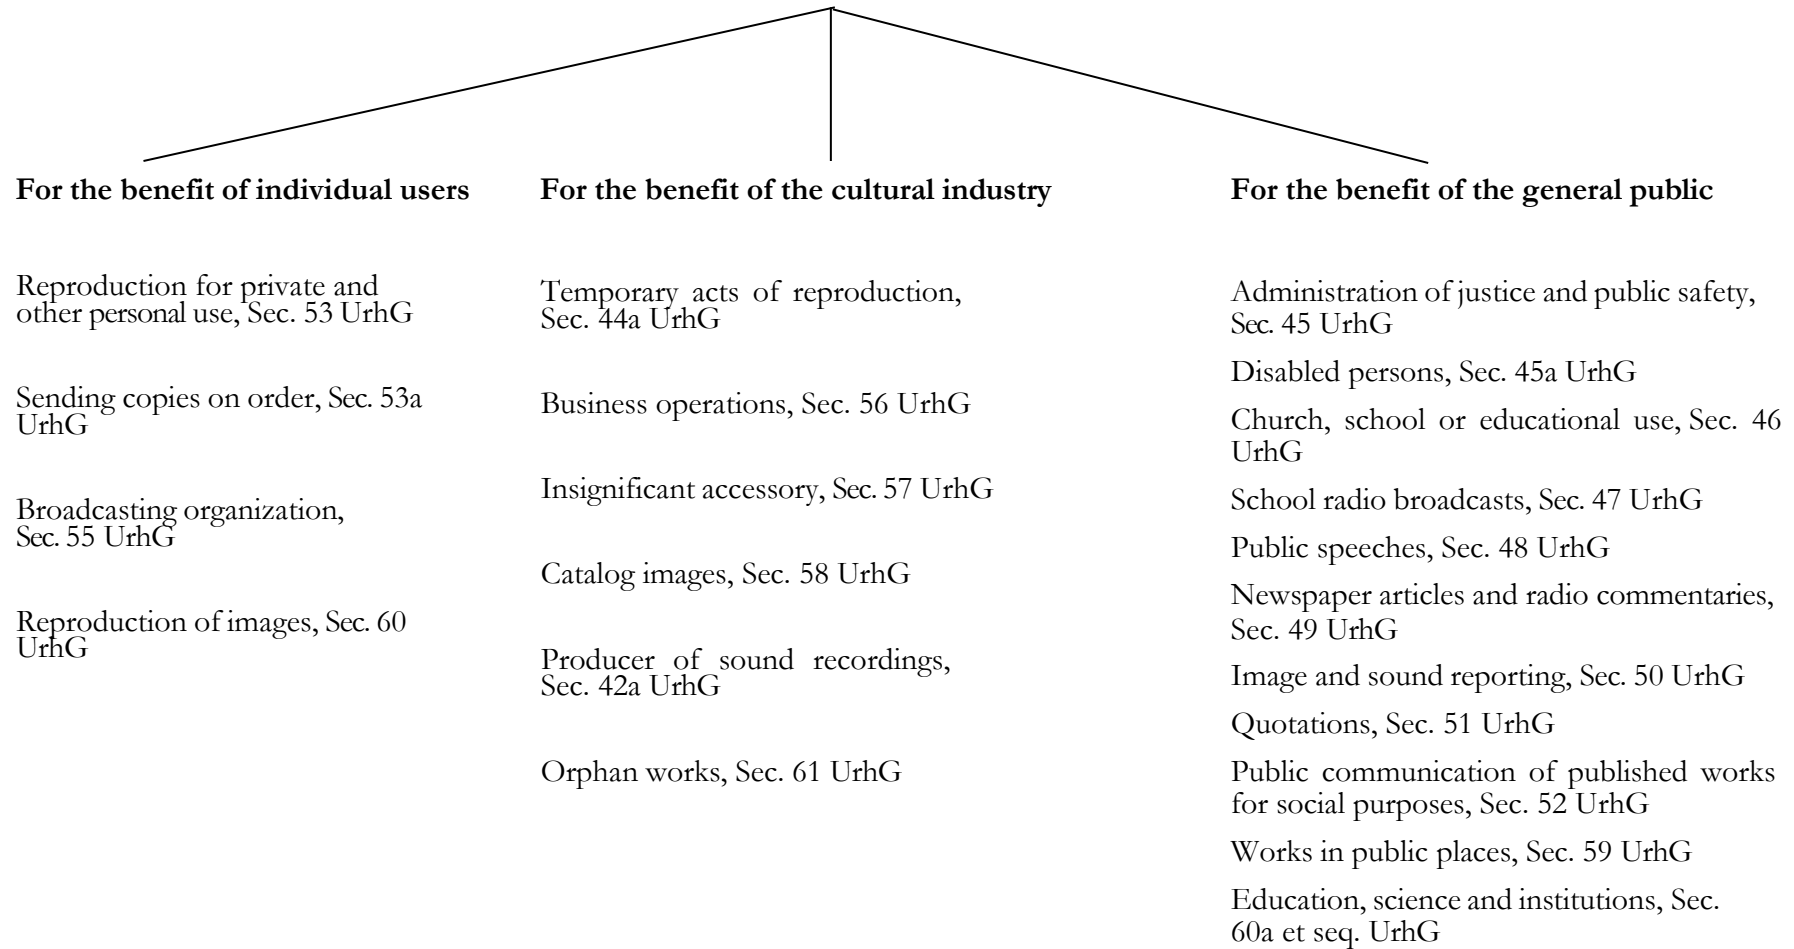 For the benefit of individual users
Reproduction for private and
other personal use, Sec. 53 UrhG
Sending copies on order, Sec. 53a
UrhG
Broadcasting organization,
Sec. 55 UrhG
Reproduction of images, Sec. 60
UrhG
For the benefit of the cultural industry
Temporary acts of reproduction,
Sec. 44a UrhG
Business operations, Sec. 56 UrhG
Insignificant accessory, Sec. 57 UrhG
Catalog images, Sec. 58 UrhG
Producer of sound recordings,
Sec. 42a UrhG
Orphan works, Sec. 61 UrhG
For the benefit of the general public
Administration of justice and public safety,
Sec. 45 UrhG
Disabled persons, Sec. 45a UrhG
Church, school or educational use, Sec. 46
UrhG
School radio broadcasts, Sec. 47 UrhG
Public speeches, Sec. 48 UrhG
Newspaper articles and radio commentaries,
Sec. 49 UrhG
Image and sound reporting, Sec. 50 UrhG
Quotations, Sec. 51 UrhG
Public communication of published works
for social purposes, Sec. 52 UrhG
Works in public places, Sec. 59 UrhG
Education, science and institutions, Sec.
60a et seq. UrhG